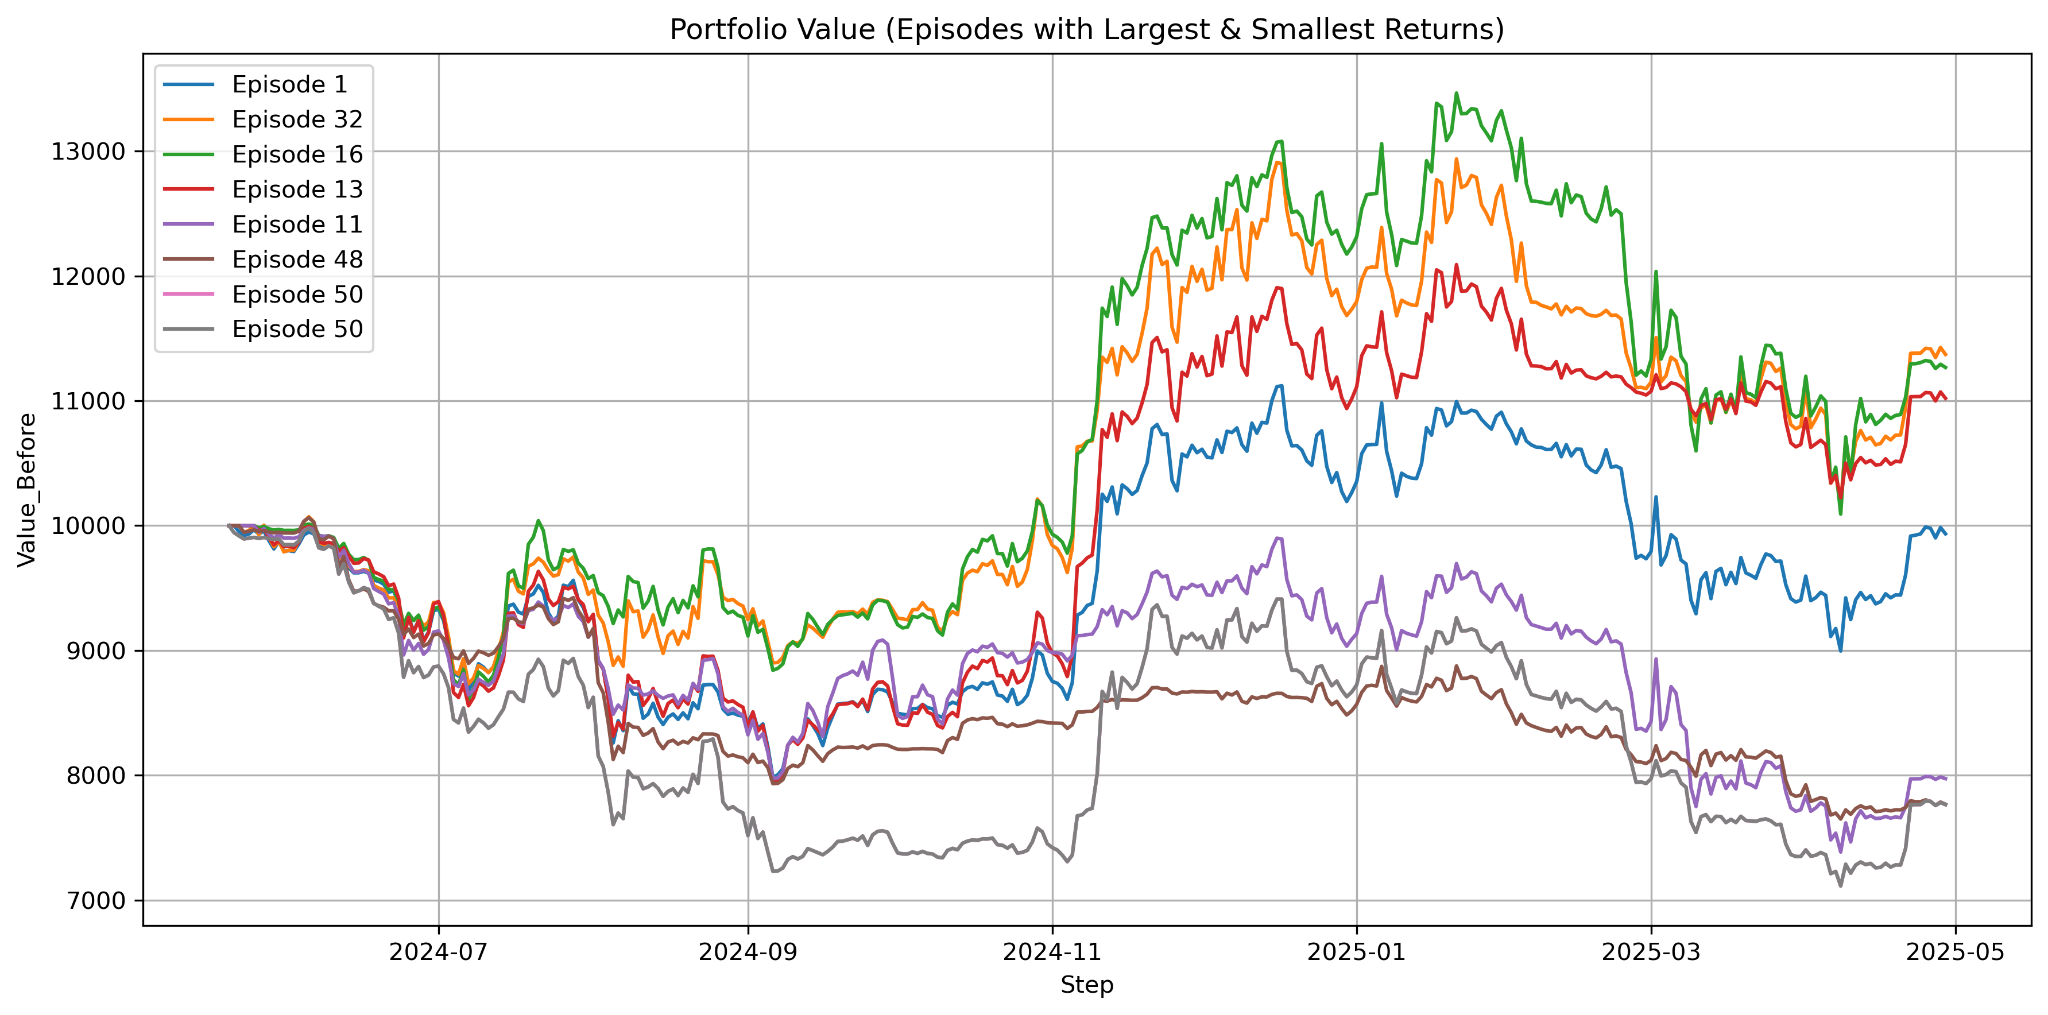 Portfolio Value (Episodes with Largest & Smallest Returns)
Episode 1
Episode 32
Episode 16
Episode 13
Episode 11
Episode 48
Episode 50
Episode 50
Value_Before
13000
12000
11000
10000
9000
8000
7000
2024-07
2024-09
2024-11
2025-01
2025-03
2025-05
Step